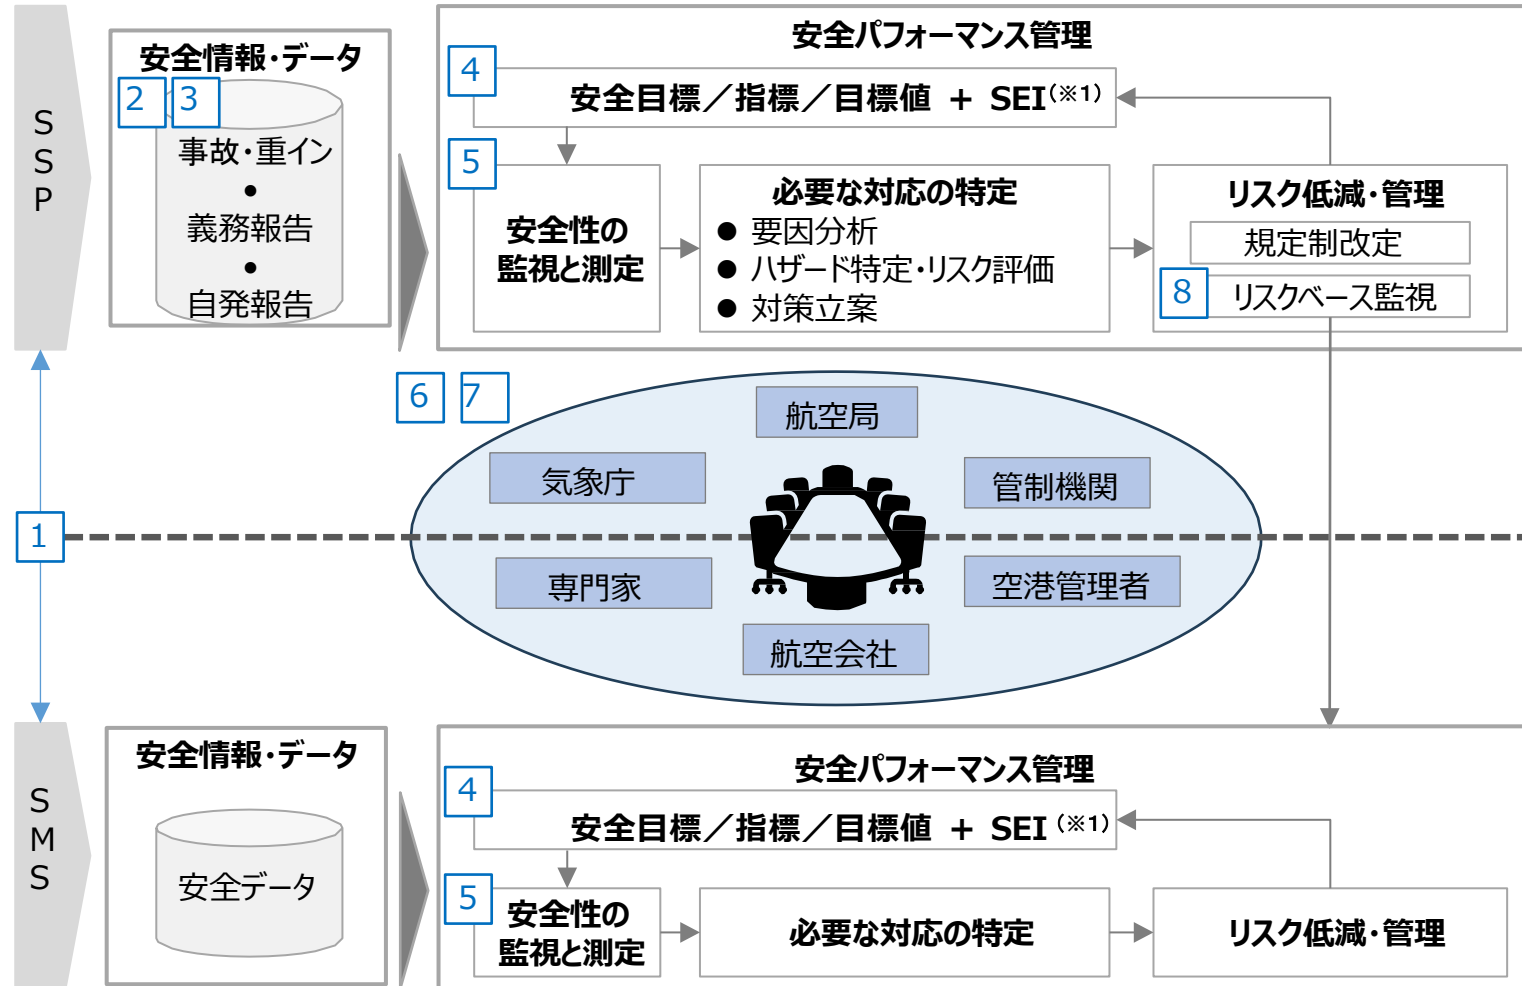 SSP
安全情報・データ
2
3
事故・重イン
●
義務報告
●
自発報告
安全パフォーマンス管理
4
安全目標／指標／目標値 + SEI(※1)
5
安全性の
監視と測定
必要な対応の特定
● 要因分析
● ハザード特定・リスク評価
● 対策立案
リスク低減・管理
規定制改定
8
リスクベース監視
6
7
航空局
気象庁
管制機関
1
専門家
空港管理者
航空会社
SMS
安全情報・データ
安全データ
安全パフォーマンス管理
4
安全目標／指標／目標値 + SEI(※1)
5
安全性の
監視と測定
必要な対応の特定
リスク低減・管理